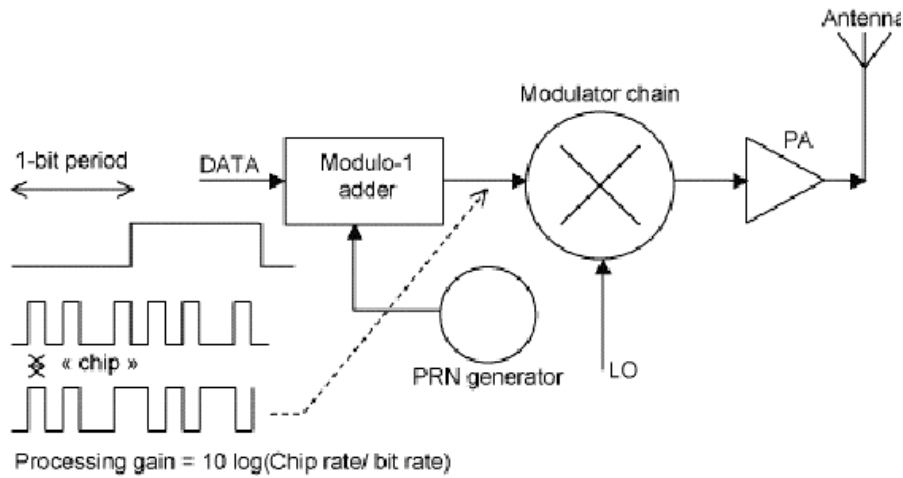 Antenna
Modulator chain
PA
1-bit period
DATA
Modulo-1
adder
« chip »
PRN generator
LO
Processing gain = 10 log(Chip rate/ bit rate)